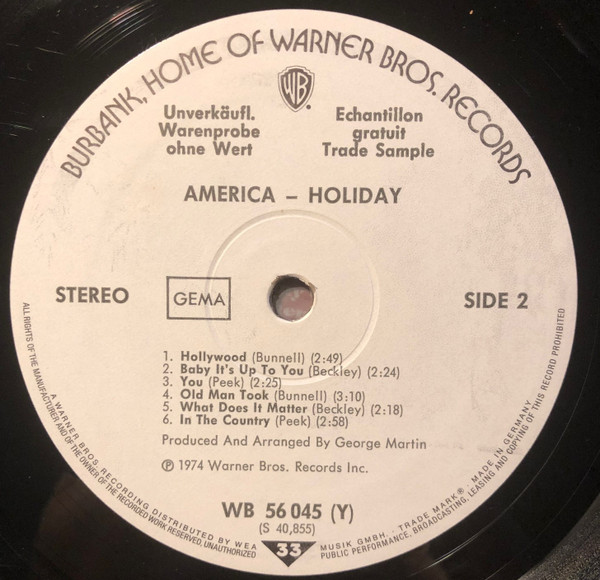 BURBANK, HOME OF WARNER BROS. RECORDS
WB
Unverkäufl.
Warenprobe
ohne Wert
Echantillon
gratuit
Trade Sample
AMERICA – HOLIDAY
STEREO
GEMA
SIDE 2
1. Hollywood (Bunnell) (2:49)
2. Baby It's Up To You (Beckley) (2:24)
3. You (Peek) (2:25)
4. Old Man Took (Bunnell) (3:10)
5. What Does It Matter (Beckley) (2:18)
6. In The Country (Peek) (2:58)
Produced And Arranged By George Martin
℗ 1974 Warner Bros. Records Inc.
WB 56 045 (Y)
(S 40,855)
33
A WARNER BROS. RECORDING DISTRIBUTED BY WEA MUSIK GMBH. . TRADE MARK® . MADE IN GERMANY
ALL RIGHTS OF THE MANUFACTURER AND OF THE OWNER OF THE RECORDED WORK RESERVED, UNAUTHORIZED PUBLIC PERFORMANCE, BROADCASTING, LEASING AND COPYING OF THIS RECORD PROHIBITED